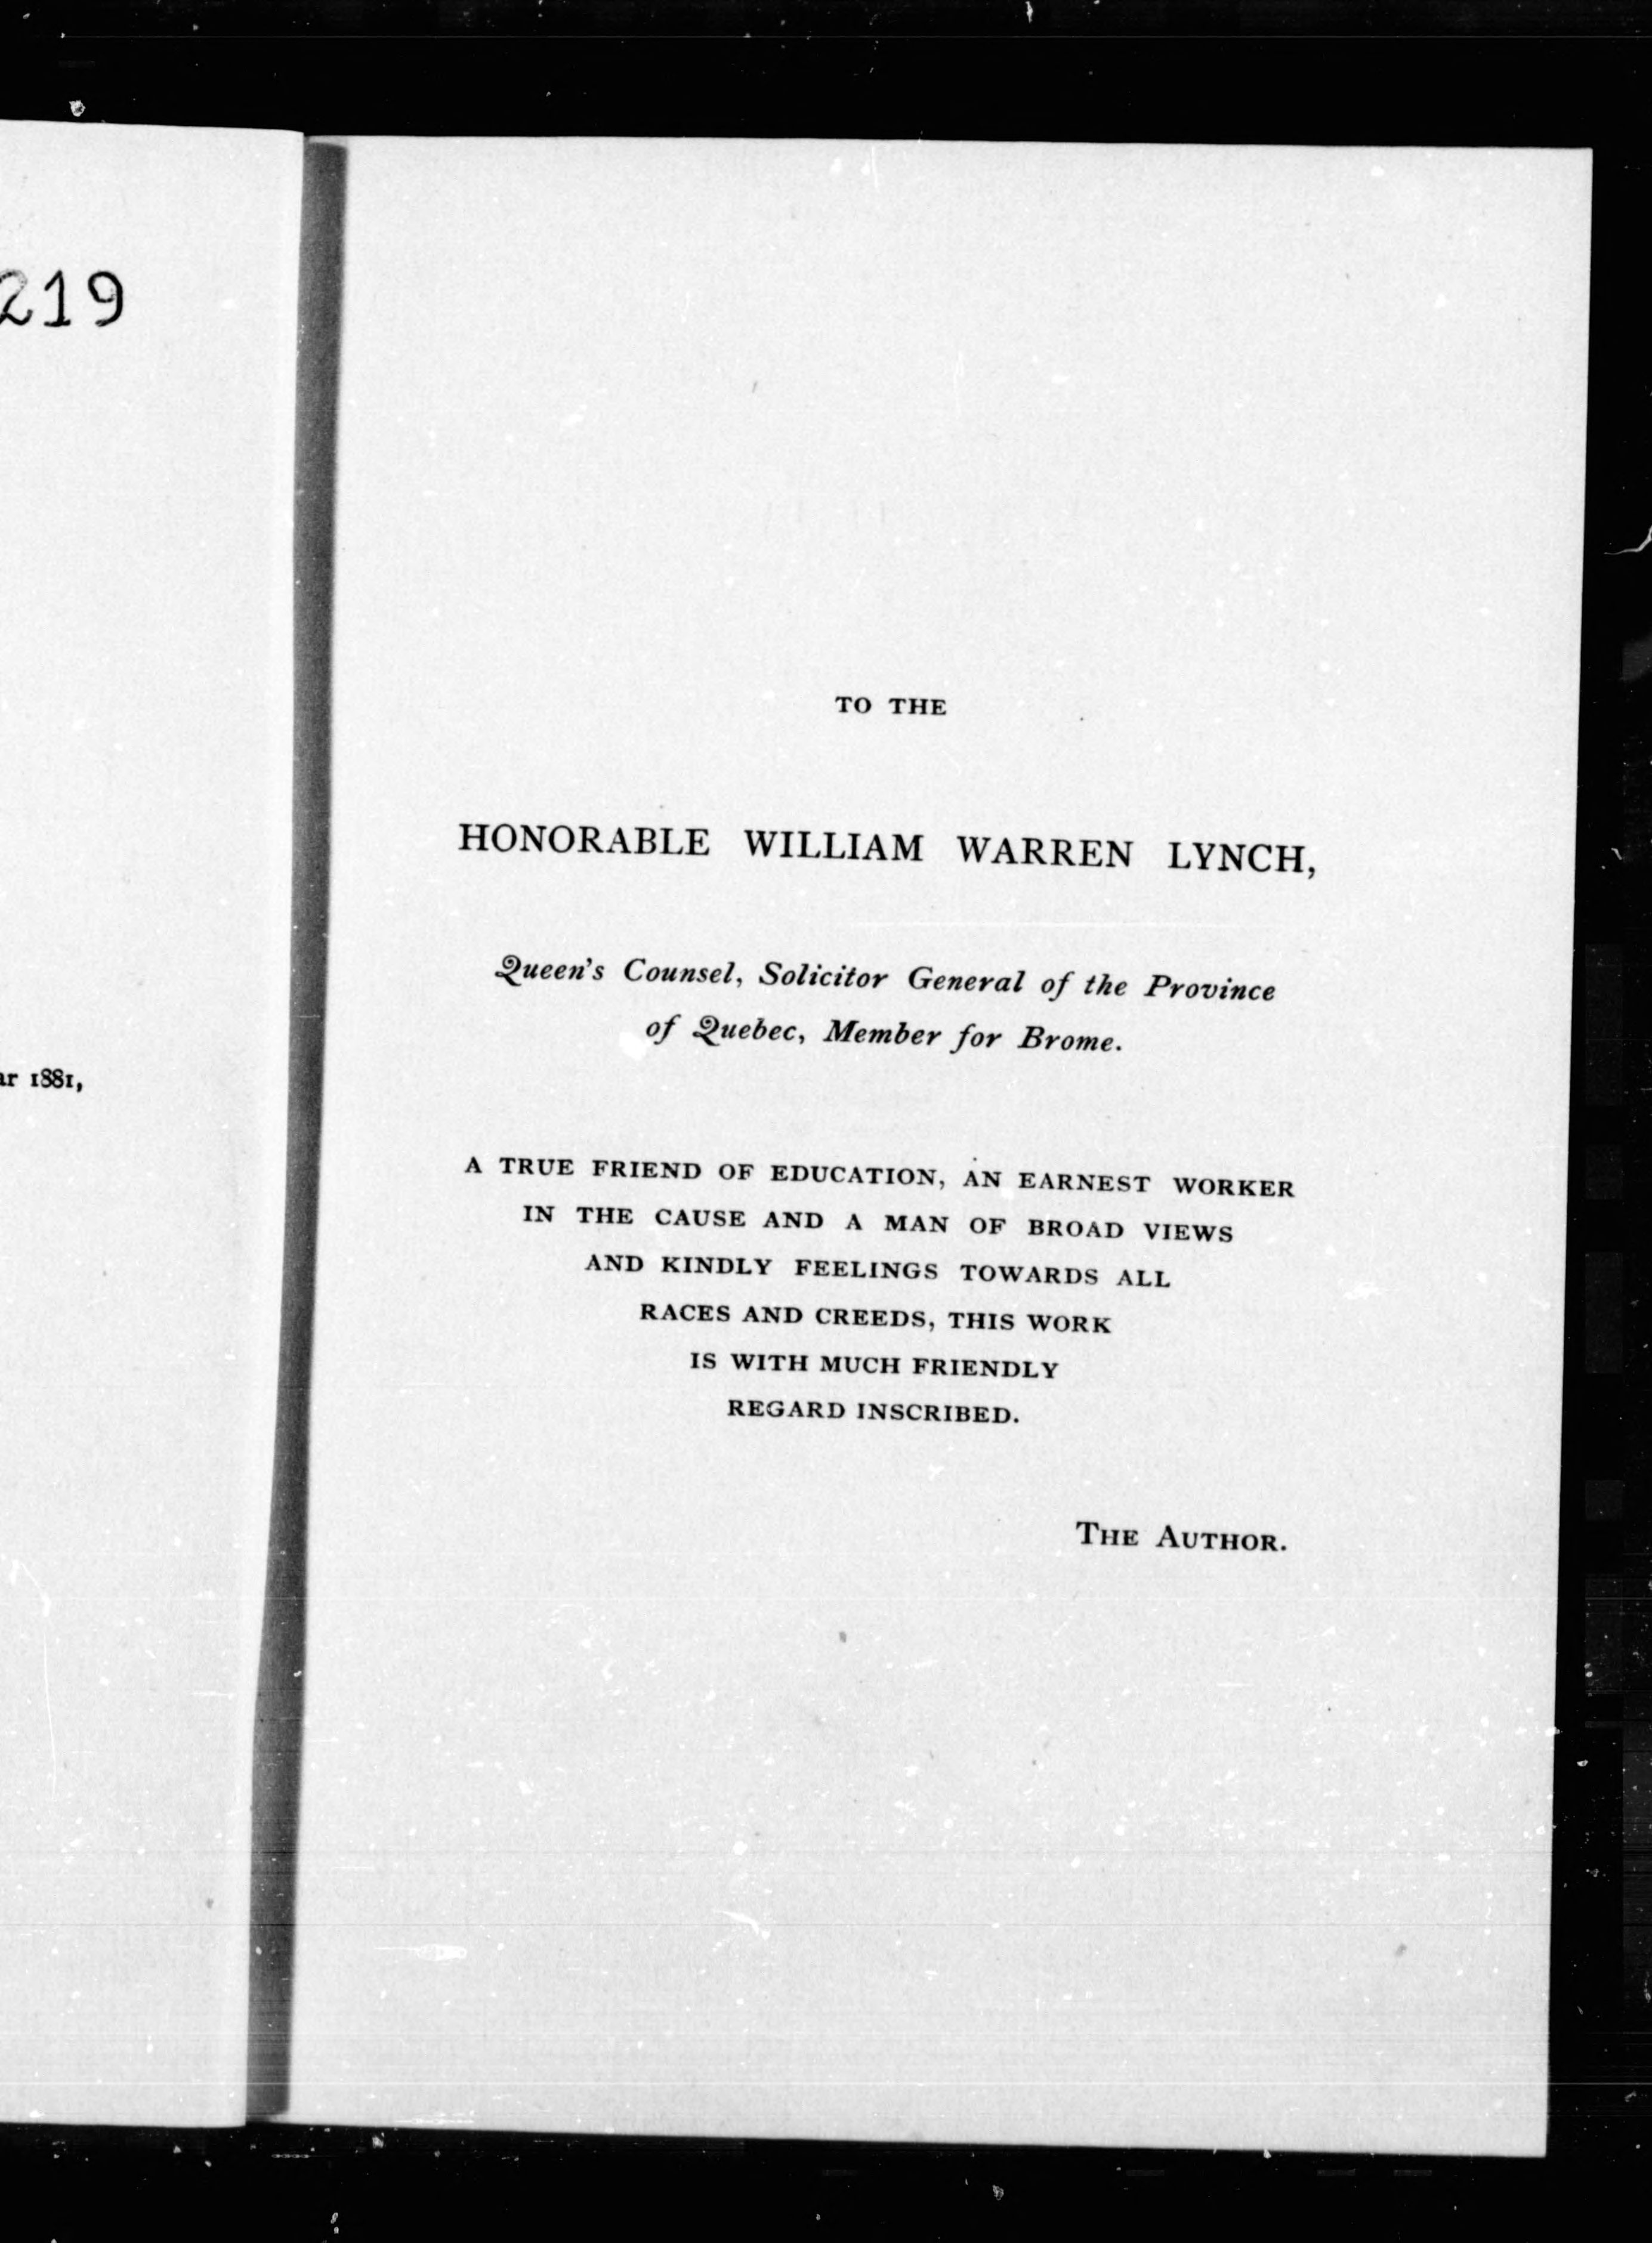 219
ar 1881,
TO THE
HONORABLE WILLIAM WARREN LYNCH,
Queen's Counsel, Solicitor General of the Province
of Quebec, Member for Brome.
A TRUE FRIEND OF EDUCATION, AN EARNEST WORKER
IN THE CAUSE AND A MAN OF BROAD VIEWS
AND KINDLY FEELINGS TOWARDS ALL
RACES AND CREEDS, THIS WORK
IS WITH MUCH FRIENDLY
REGARD INSCRIBED.
THE AUTHOR.